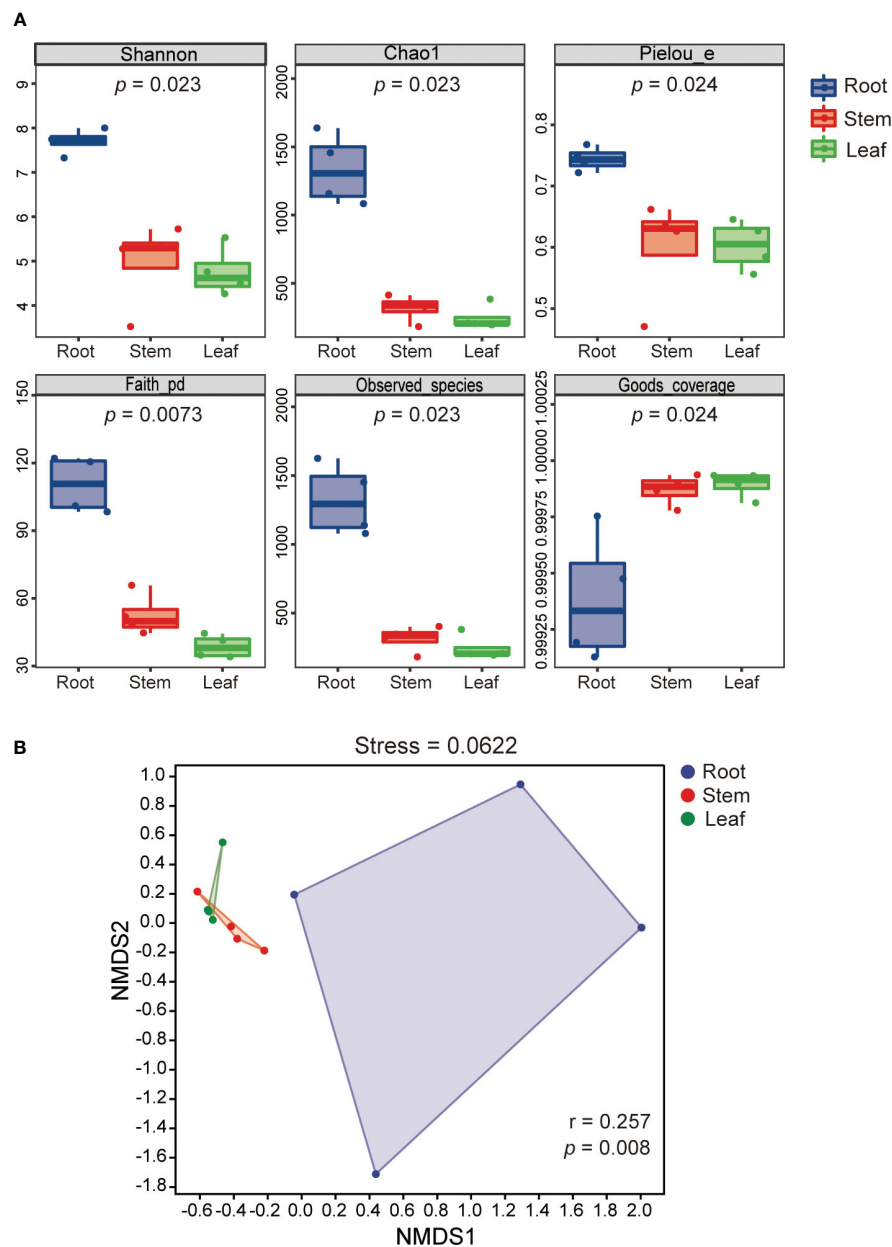 A
Shannon Chao1 Pielou_e
p = 0.023 p = 0.023 p = 0.024
Root
Stem
Leaf
9
8
7
6
5
4
2000
1500
1000
500
0.8
0.7
0.6
0.5
Root Stem Leaf Root Stem Leaf Root Stem Leaf
Faith_pd Observed_species Goods_coverage
p = 0.0073 p = 0.023 p = 0.024
150
120
90
60
30
2000
1500
1000
500
1.00025
1.00000
0.99975
0.99950
0.99925
Root Stem Leaf Root Stem Leaf Root Stem Leaf
B
Stress = 0.0622
Root
Stem
Leaf
NMDS2
1.0
0.8
0.6
0.4
0.2
0.0
-0.2
-0.4
-0.6
-0.8
-1.0
-1.2
-1.4
-1.6
-1.8
r = 0.257
p = 0.008
-0.6 -0.4 -0.2 0.0 0.2 0.4 0.6 0.8 1.0 1.2 1.4 1.6 1.8 2.0
NMDS1